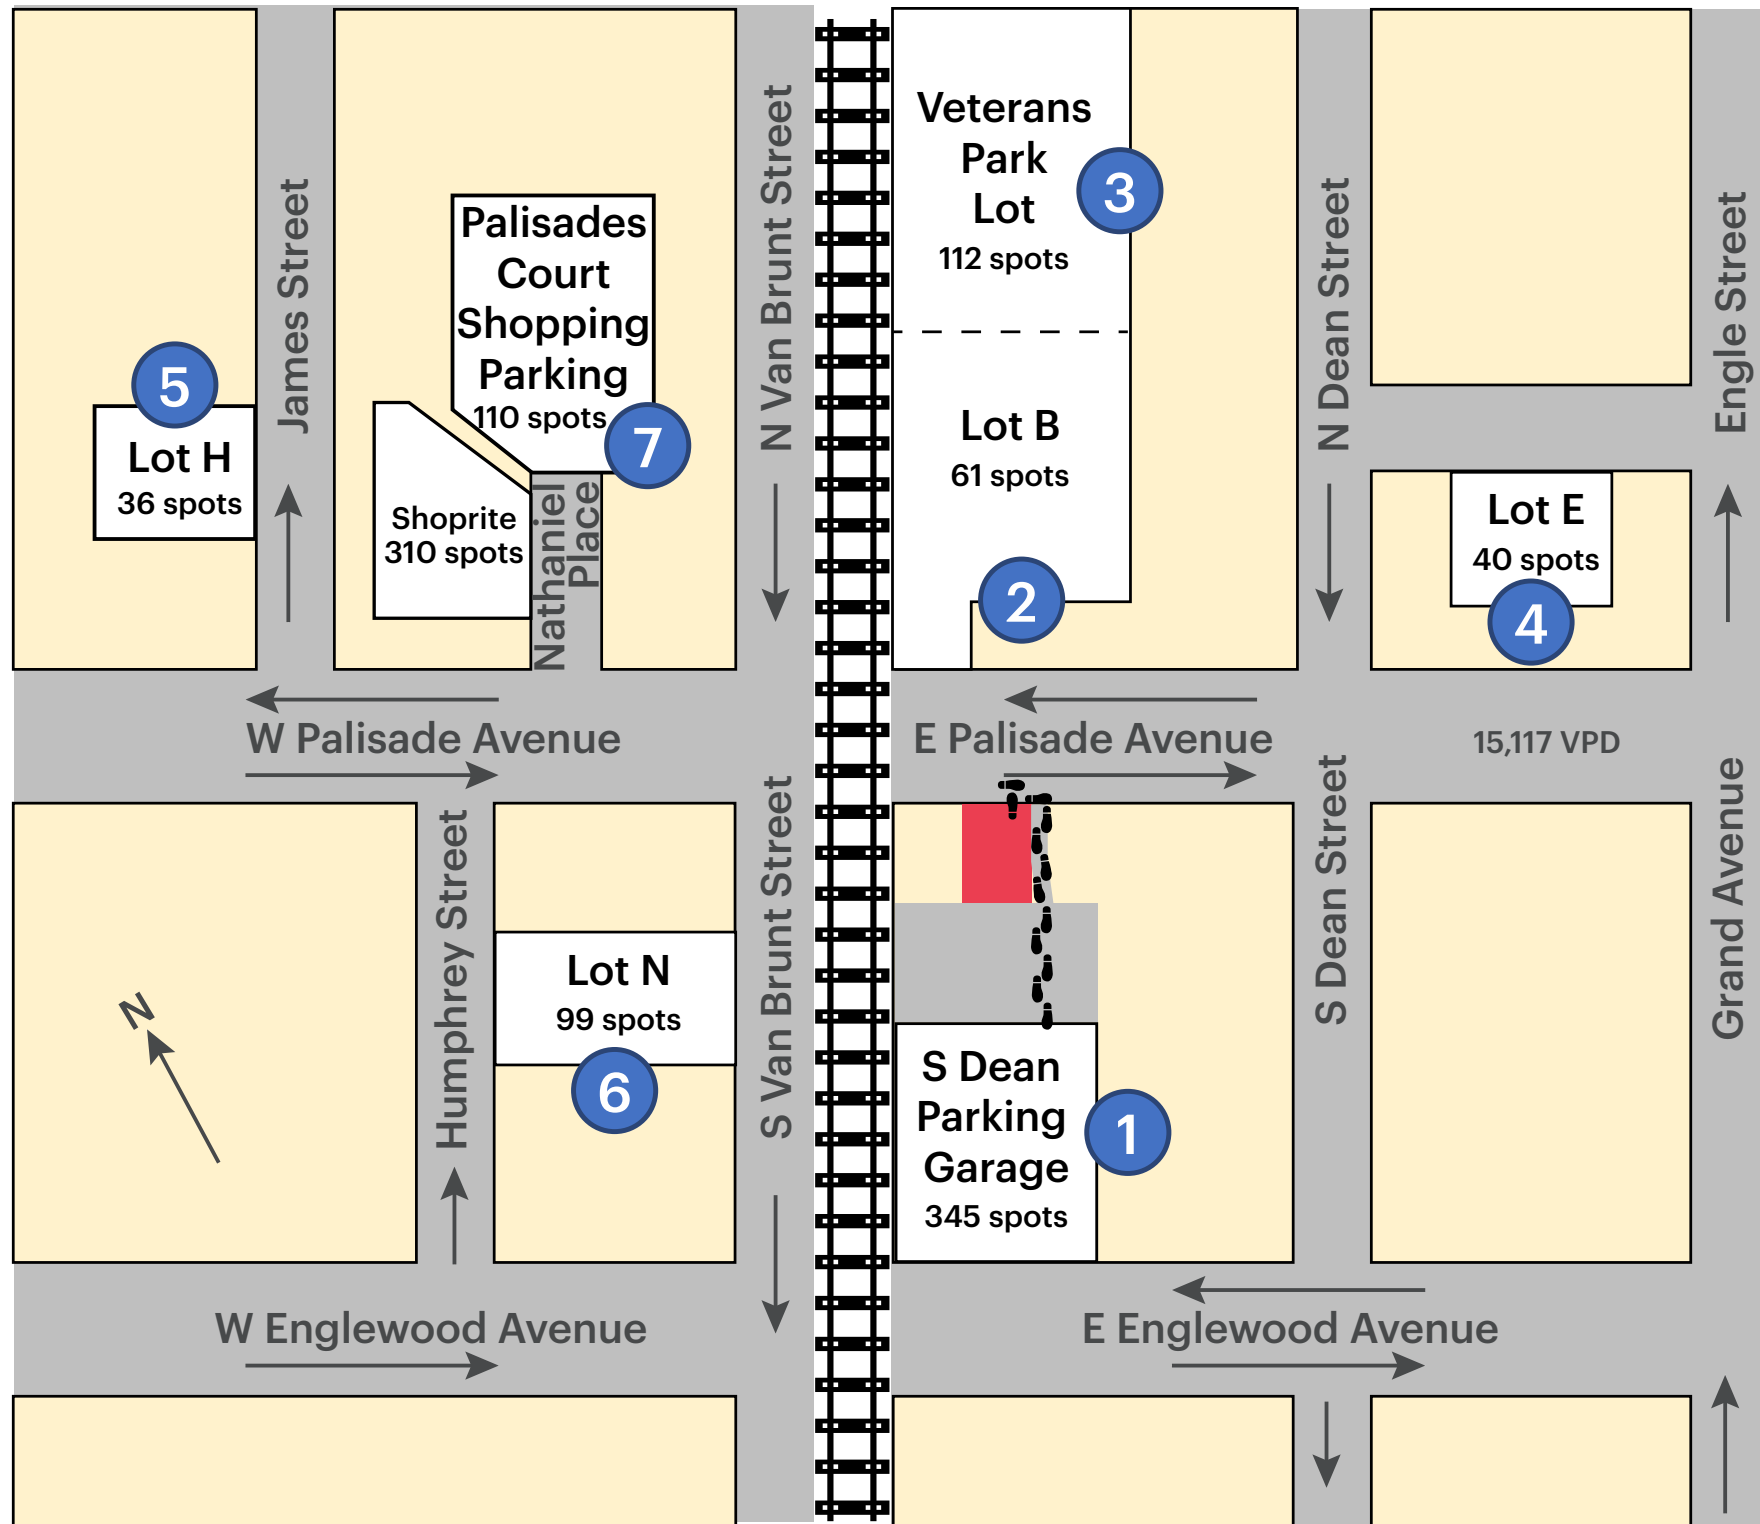 Veterans
Park
Lot
112 spots
3
Palisades
Court
Shopping
Parking
110 spots
7
James Street
N Van Brunt Street
N Dean Street
Engle Street
5
Lot H
36 spots
Shoprite
310 spots
Nathaniel
Place
Lot B
61 spots
2
Lot E
40 spots
4
W Palisade Avenue
E Palisade Avenue
15,117 VPD
Humphrey Street
S Van Brunt Street
S Dean Street
Grand Avenue
N
Lot N
99 spots
6
S Dean
Parking
Garage
345 spots
1
W Englewood Avenue
E Englewood Avenue